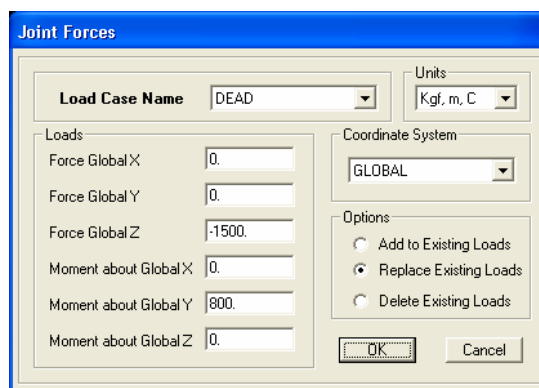 Joint Forces
Load Case Name DEAD
Units
Kgf, m, C
Loads
Force Global X 0.
Force Global Y 0.
Force Global Z -1500.
Moment about Global X 0.
Moment about Global Y 800.
Moment about Global Z 0.
Coordinate System
GLOBAL
Options
Add to Existing Loads
Replace Existing Loads
Delete Existing Loads
OK Cancel